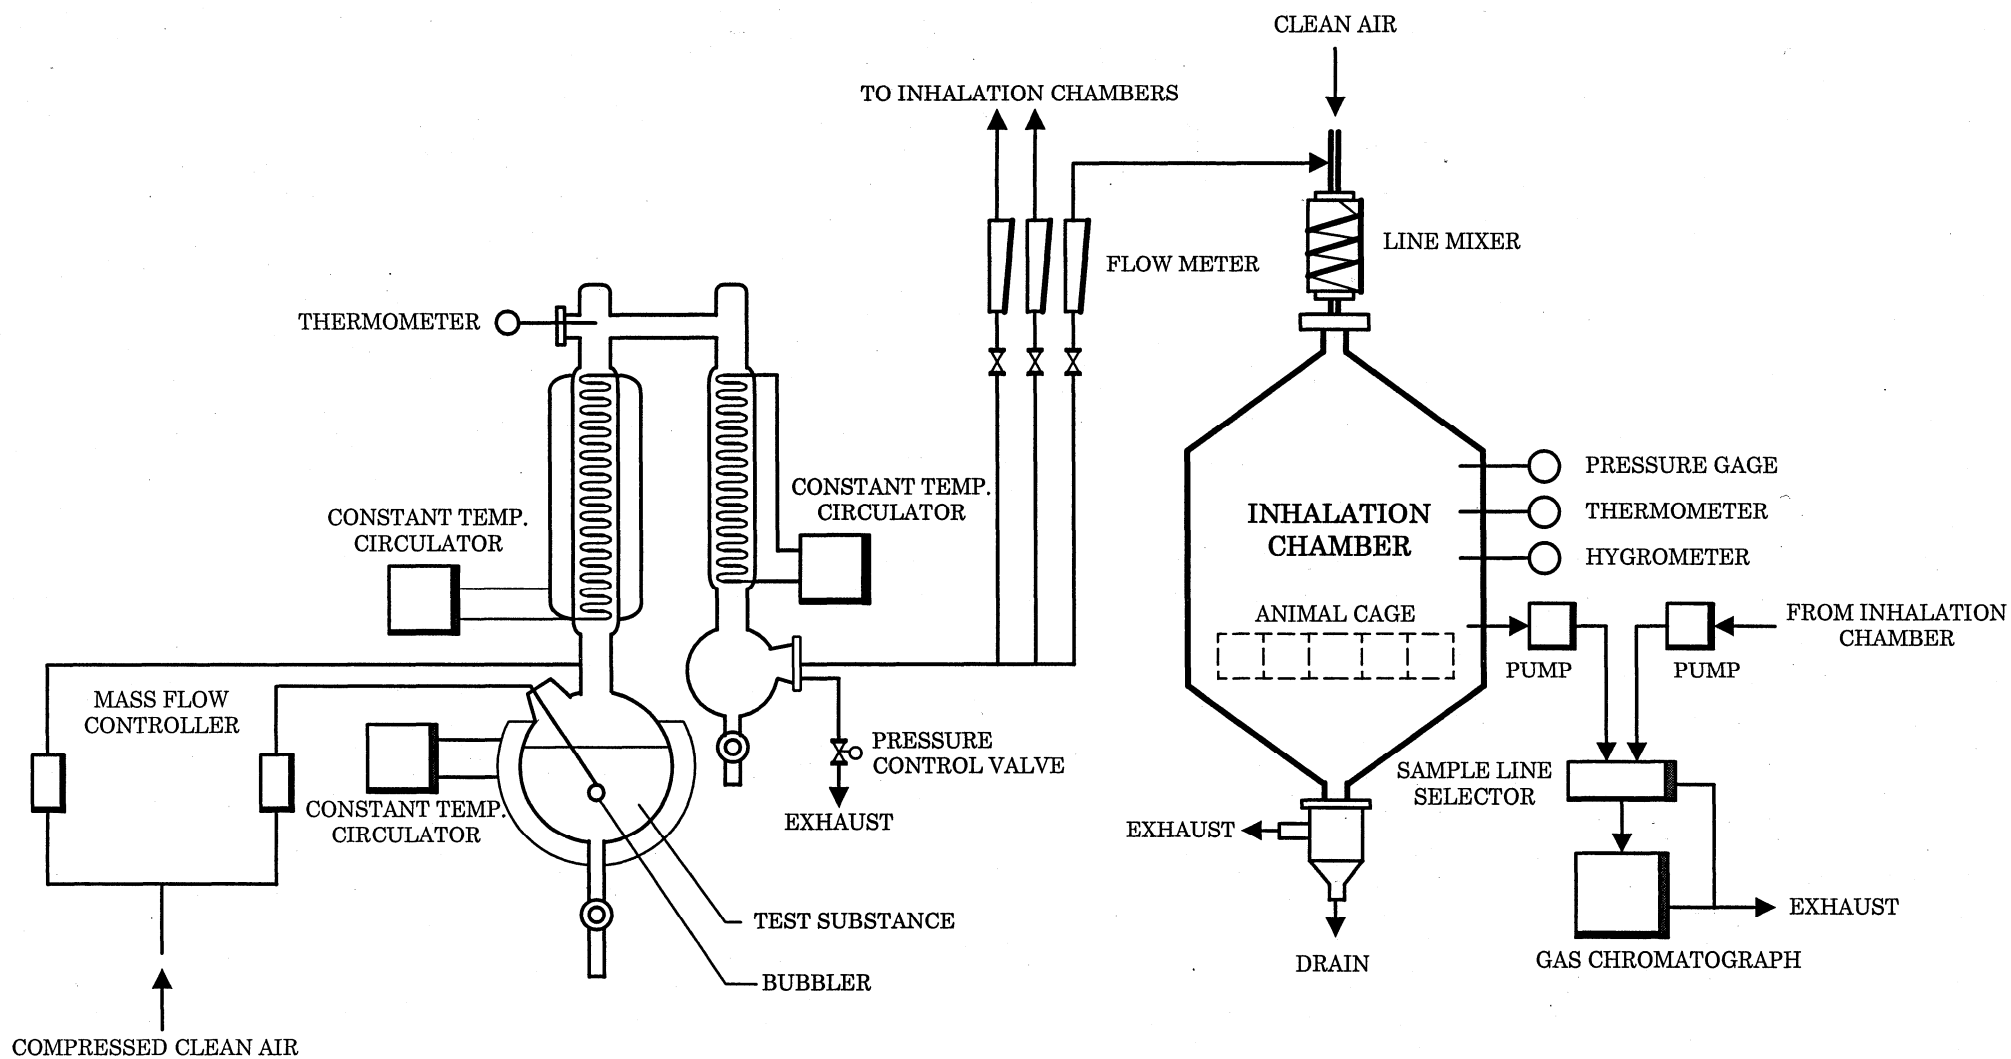 CLEAN AIR
TO INHALATION CHAMBERS
LINE MIXER
FLOW METER
THERMOMETER
PRESSURE GAGE
CONSTANT TEMP.
CIRCULATOR
THERMOMETER
INHALATION
CHAMBER
CONSTANT TEMP.
CIRCULATOR
HYGROMETER
ANIMAL CAGE
FROM INHALATION
CHAMBER
PUMP
PUMP
MASS FLOW
CONTROLLER
PRESSURE
CONTROL VALVE
SAMPLE LINE
SELECTOR
CONSTANT TEMP.
CIRCULATOR
EXHAUST
EXHAUST
EXHAUST
TEST SUBSTANCE
DRAIN
GAS CHROMATOGRAPH
BUBBLER
COMPRESSED CLEAN AIR